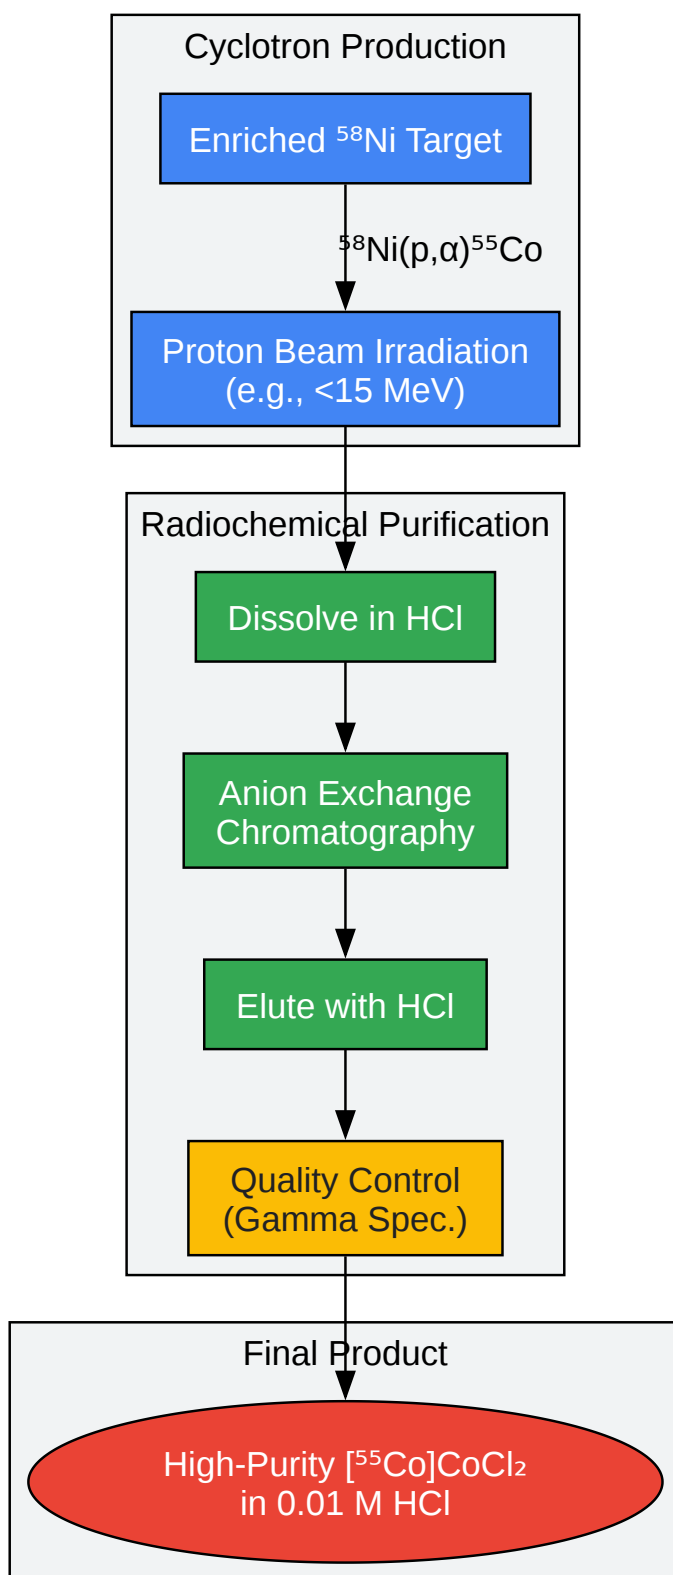 Cyclotron Production
Enriched ⁵⁸Ni Target
⁵⁸Ni(p,α)⁵⁵Co
Proton Beam Irradiation
(e.g., <15 MeV)
Radiochemical Purification
Dissolve in HCl
Anion Exchange
Chromatography
Elute with HCl
Quality Control
(Gamma Spec.)
Final Product
High-Purity [⁵⁵Co]CoCl₂
in 0.01 M HCl